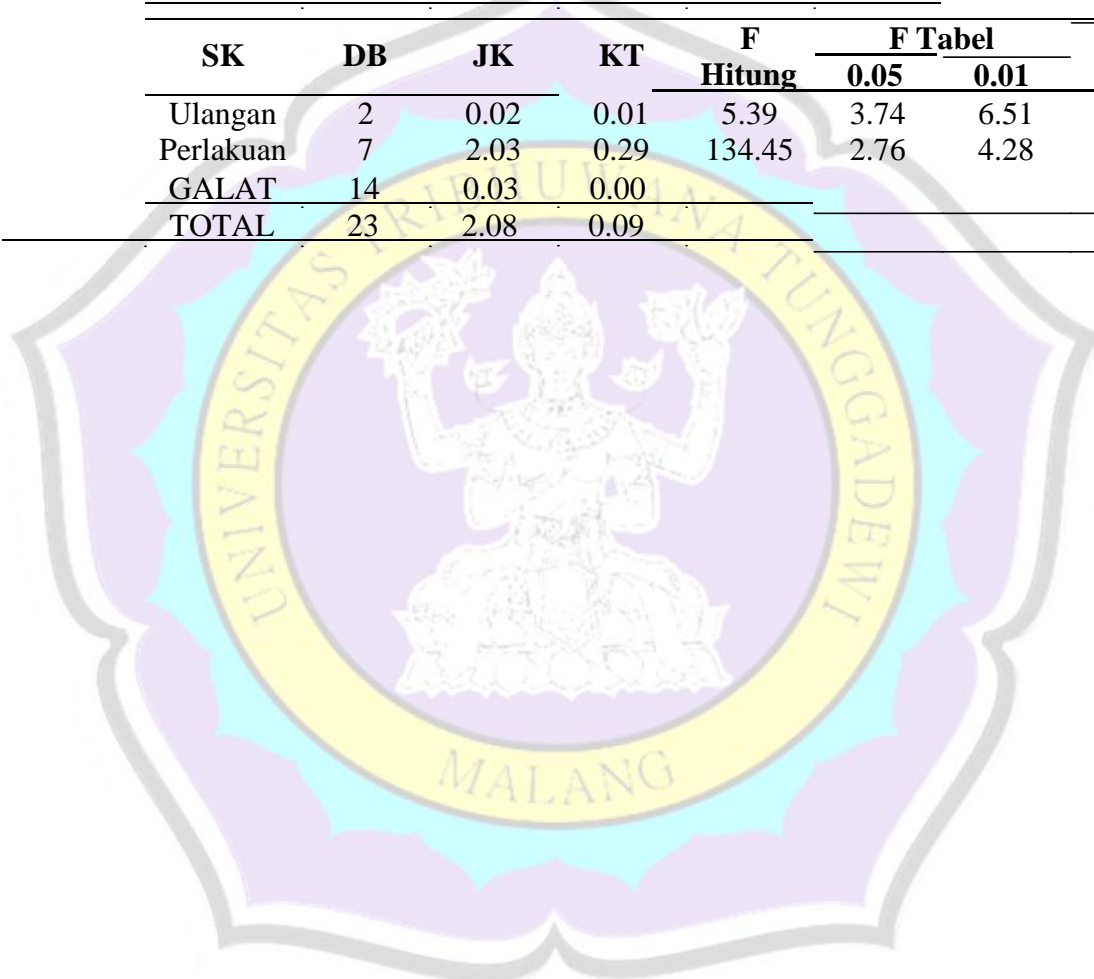 SK DB JK KT F Hitung F Tabel
0.05 0.01
Ulangan 2 0.02 0.01 5.39 3.74 6.51
Perlakuan 7 2.03 0.29 134.45 2.76 4.28
GALAT 14 0.03 0.00
TOTAL 23 2.08 0.09
UNIVERSITAS TRIBHUWANA TUNGGADEWI
MALANG